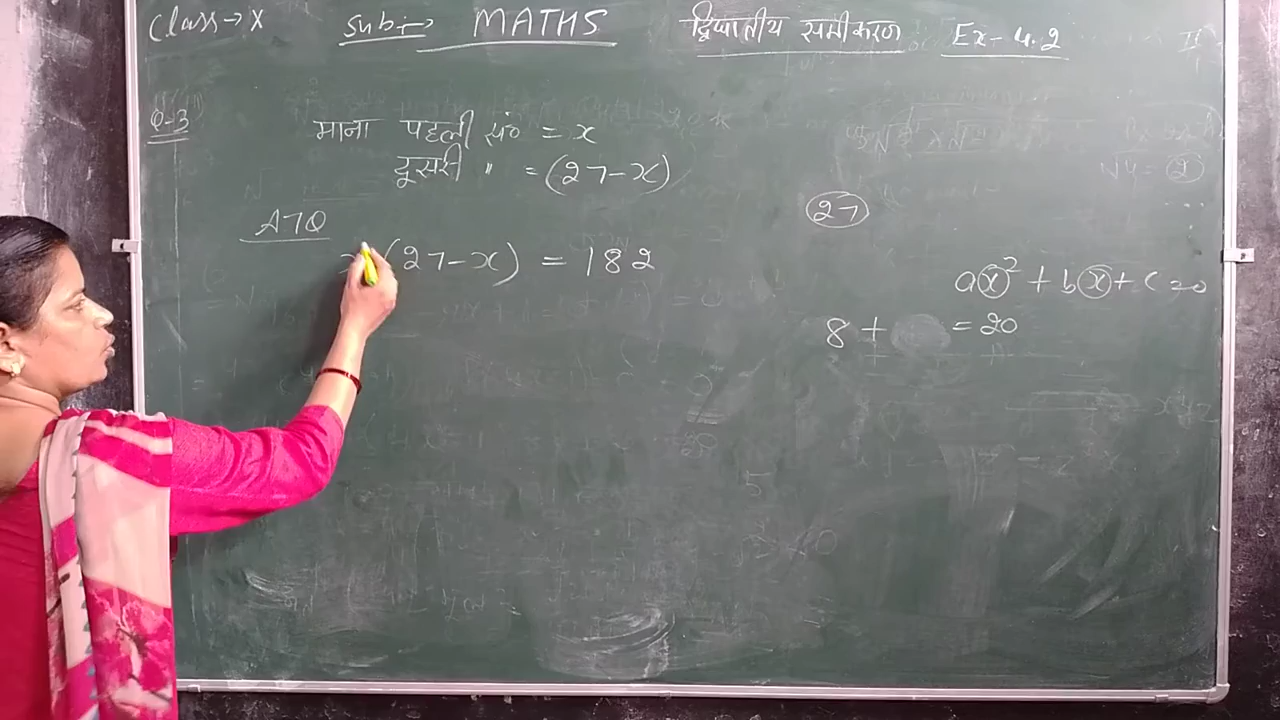 Class→X Sub:→ MATHS द्विघातीय समीकरण Ex-4.2
Q-3
माना पहली सं० = x
दूसरी " = (27-x)
ATQ
(27-x) = 182
27
ax² + bx + c = 0
8 + = 20